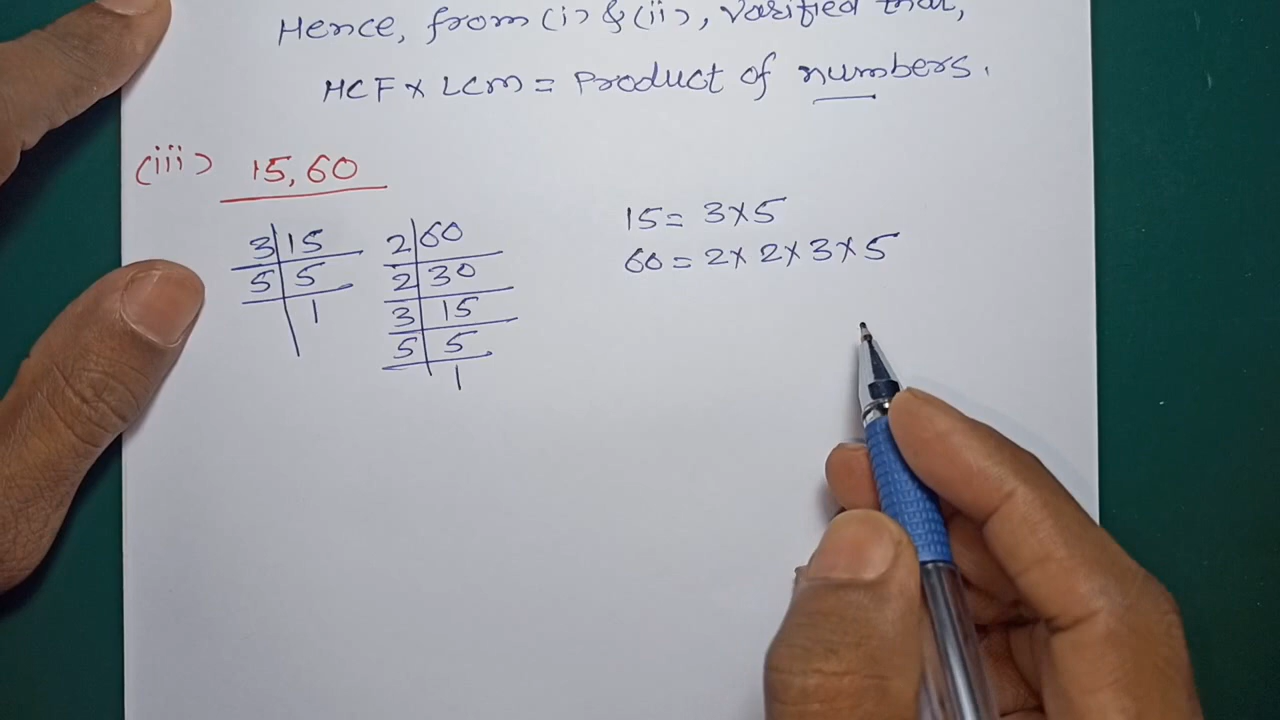 Hence, from (i) & (ii), Varified that,
HCF × LCM = Product of numbers.
(iii) 15, 60
3 15
5 5
1
2 60
2 30
3 15
5 5
1
15 = 3×5
60 = 2×2×3×5